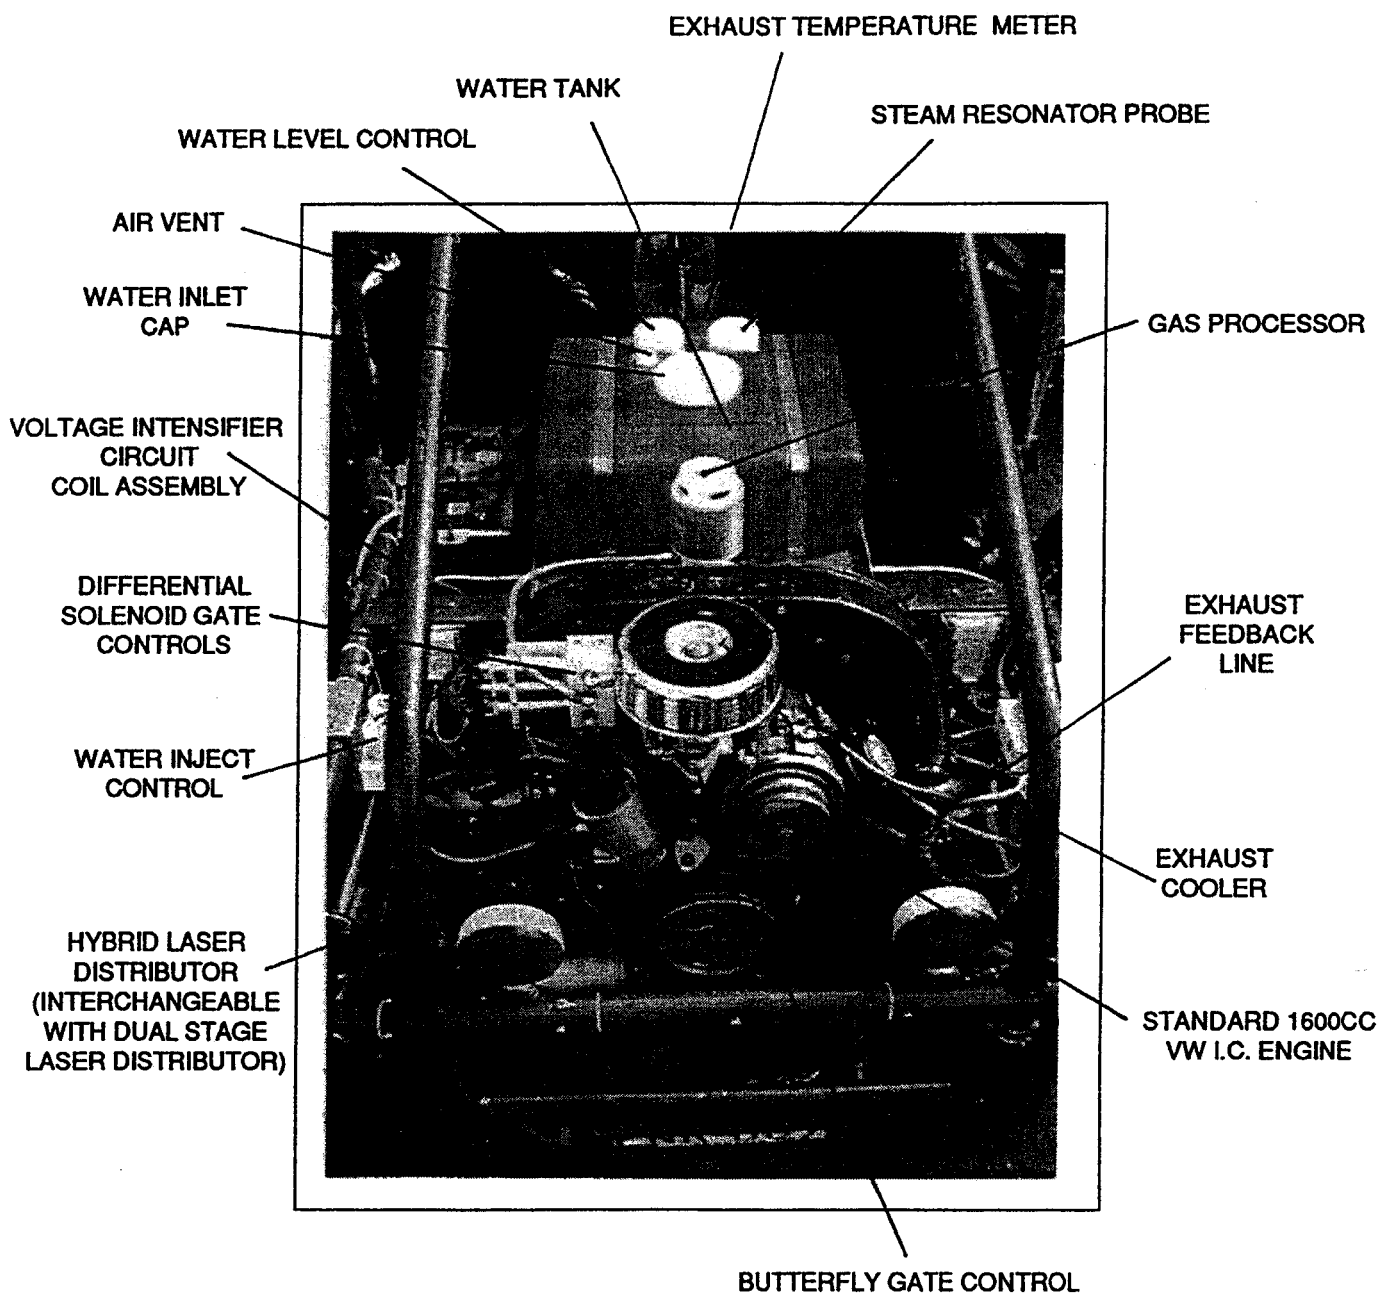 EXHAUST TEMPERATURE METER
WATER TANK
STEAM RESONATOR PROBE
WATER LEVEL CONTROL
AIR VENT
WATER INLET
CAP
GAS PROCESSOR
VOLTAGE INTENSIFIER
CIRCUIT
COIL ASSEMBLY
DIFFERENTIAL
SOLENOID GATE
CONTROLS
EXHAUST
FEEDBACK
LINE
WATER INJECT
CONTROL
EXHAUST
COOLER
HYBRID LASER
DISTRIBUTOR
(INTERCHANGEABLE
WITH DUAL STAGE
LASER DISTRIBUTOR)
STANDARD 1600CC
VW I.C. ENGINE
BUTTERFLY GATE CONTROL